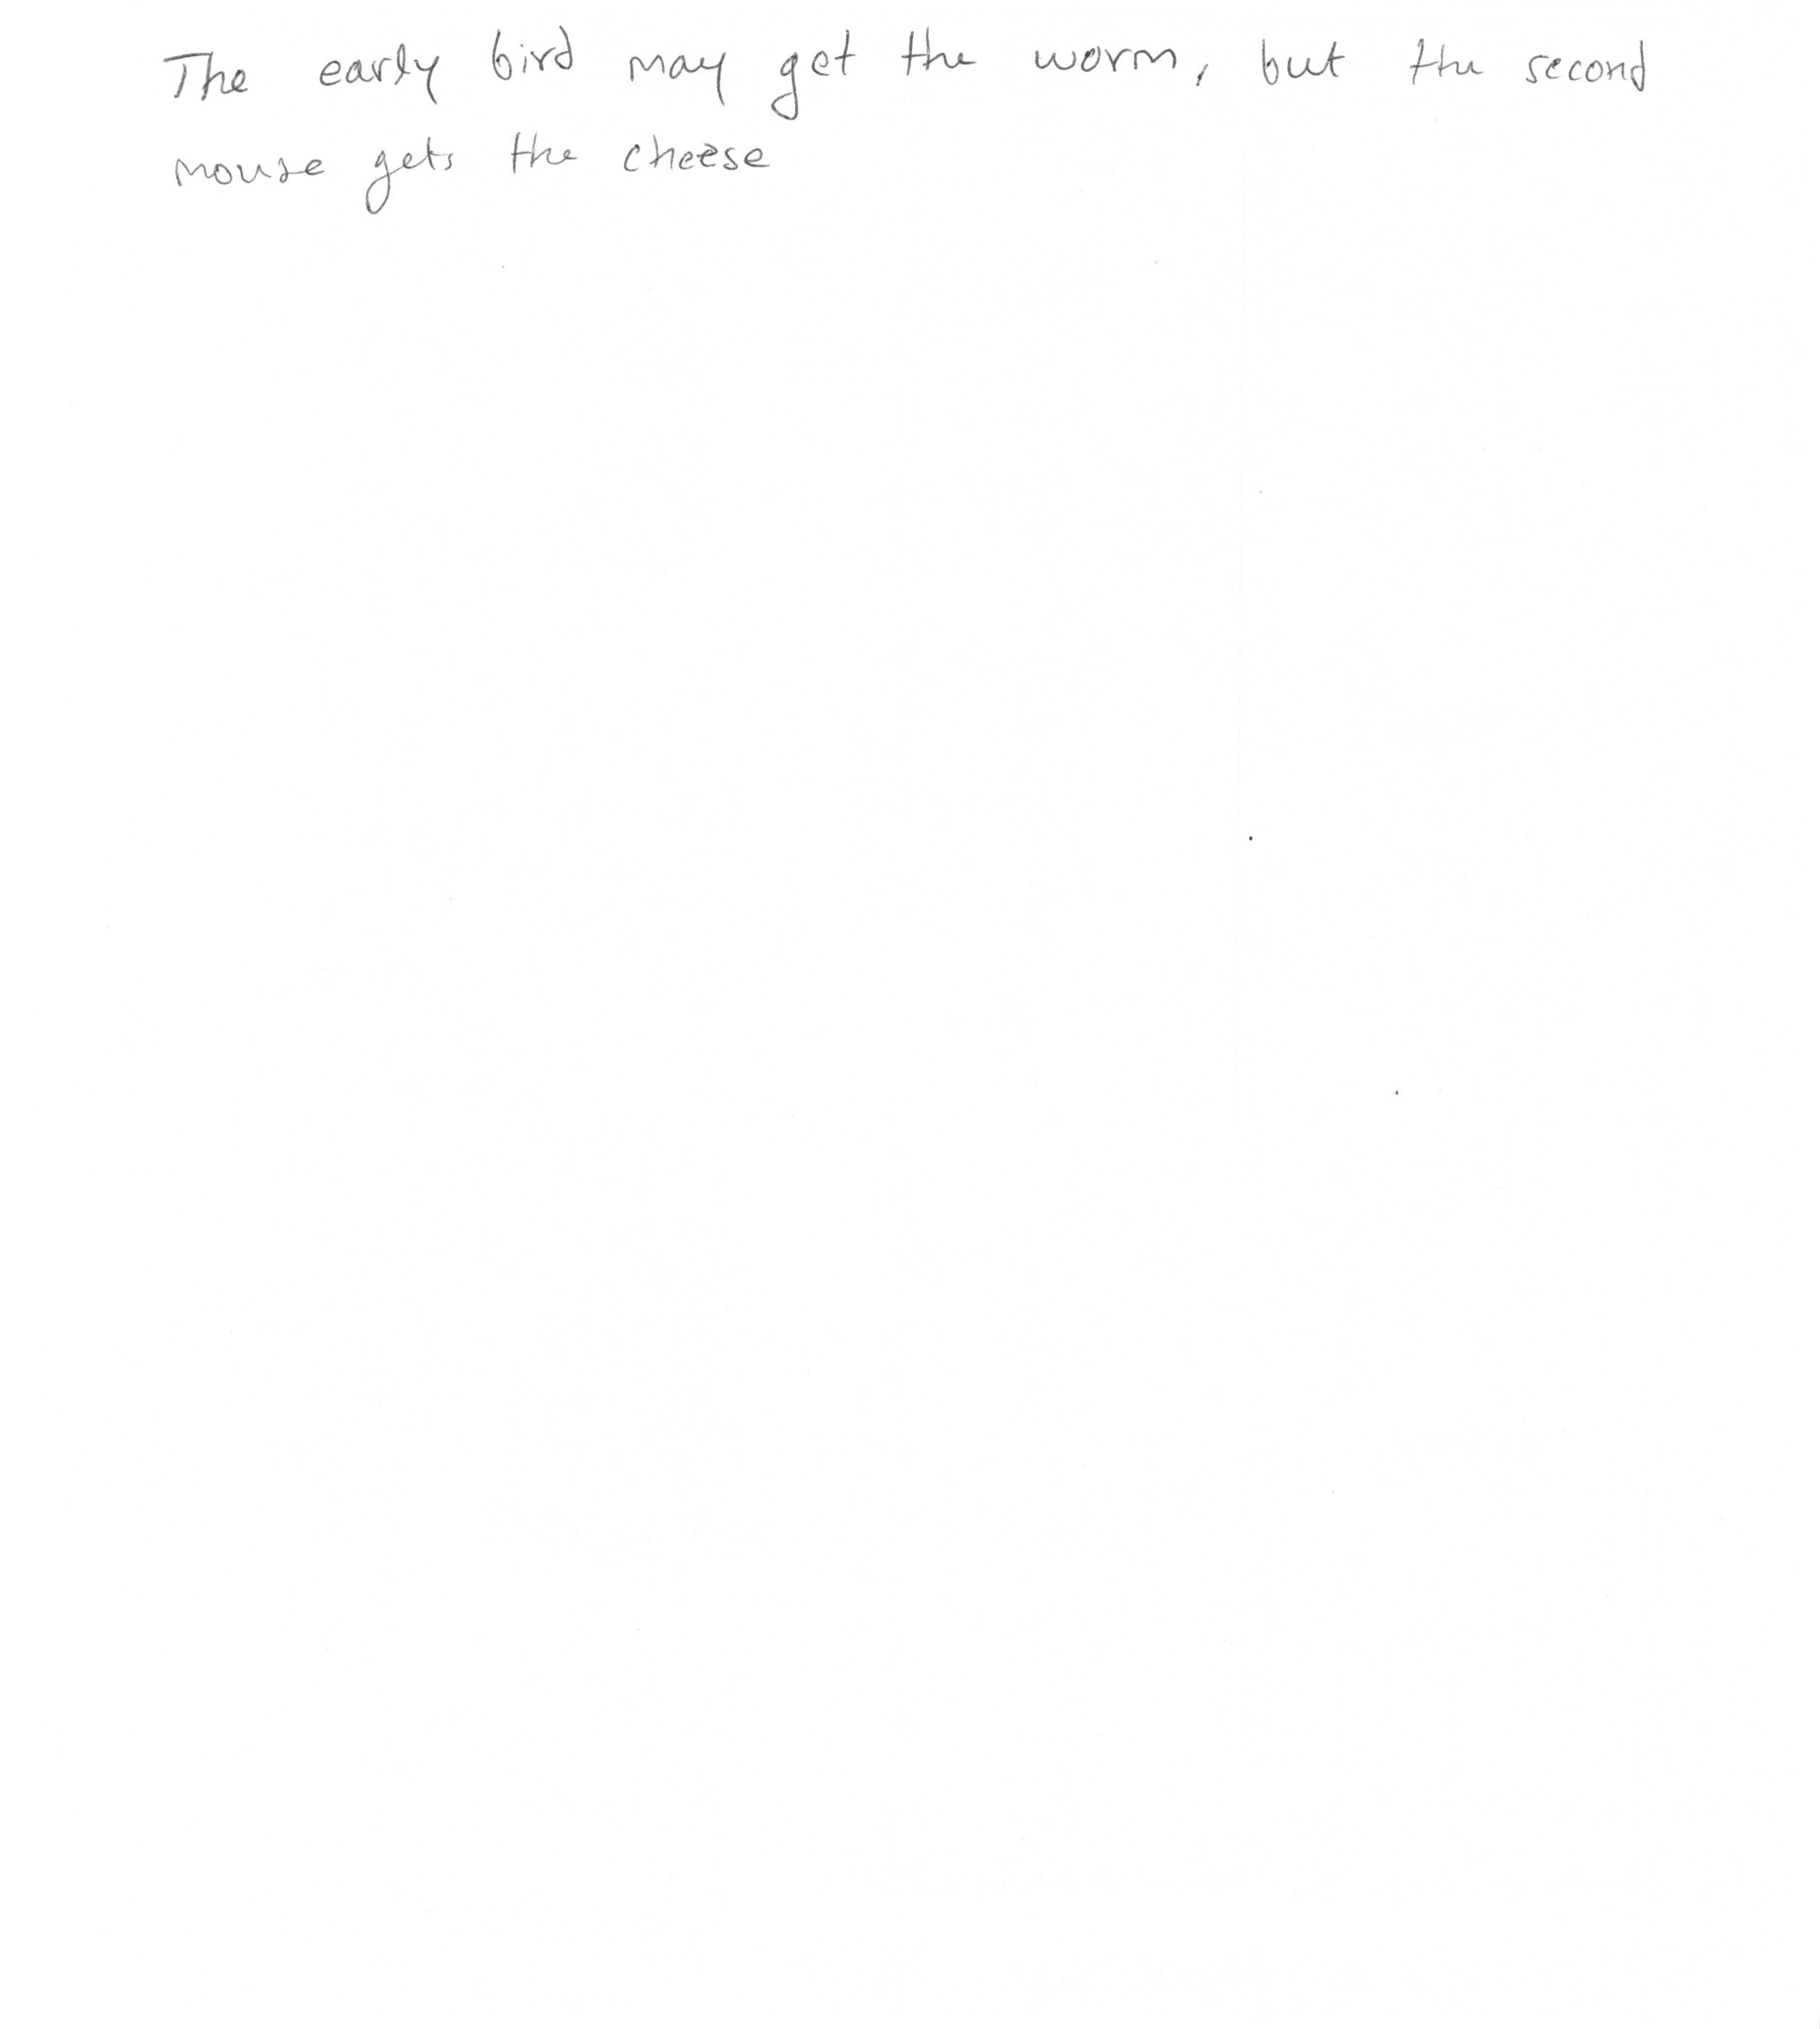 The early bird may get the worm, but the second
mouse gets the cheese